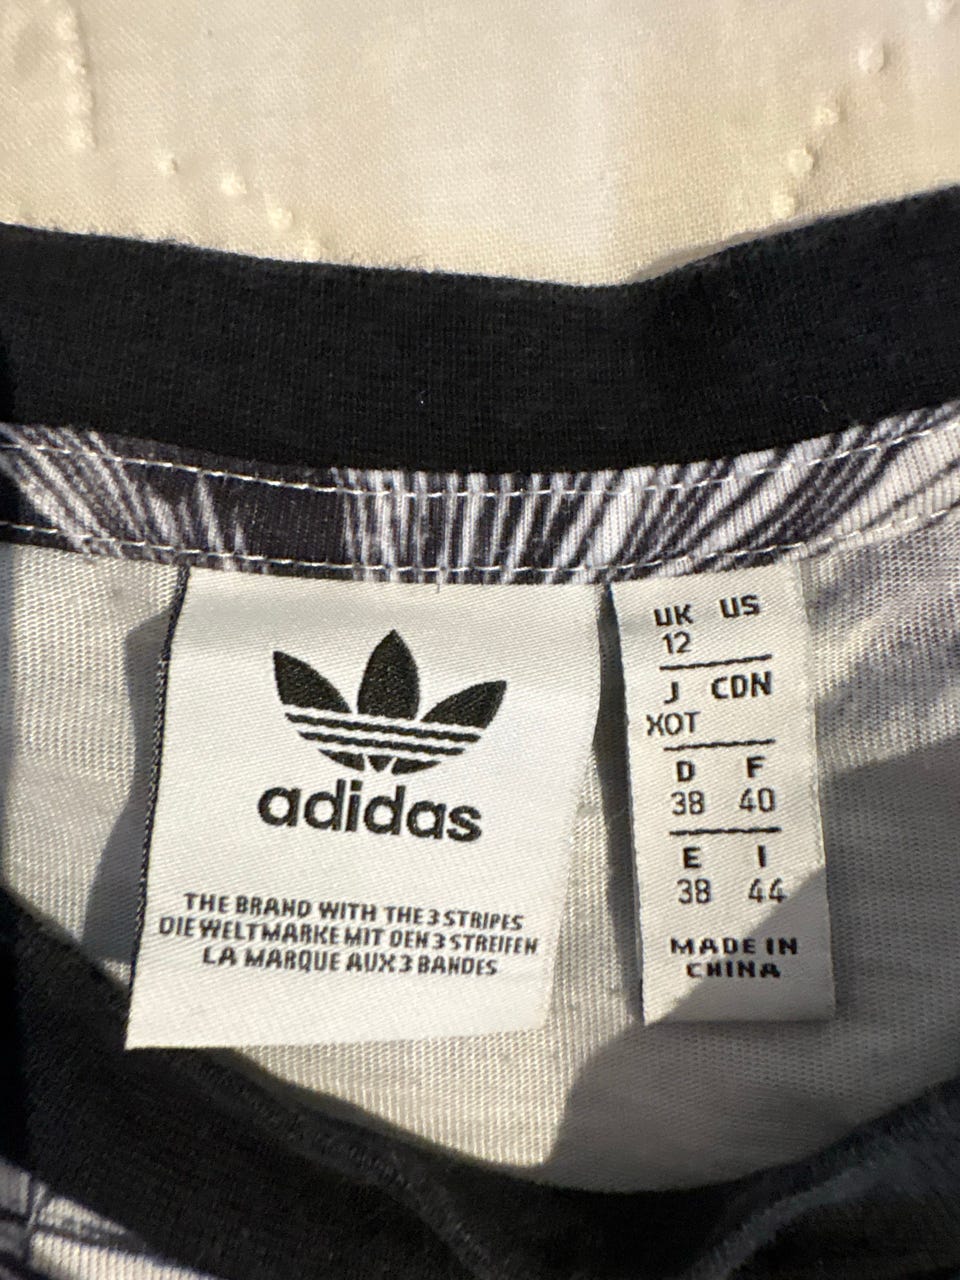 adidas
THE BRAND WITH THE 3 STRIPES
DIE WELTMARKE MIT DEN 3 STREIFEN
LA MARQUE AUX 3 BANDES
UK US
12
J CDN
XOT
D F
38 40
E I
38 44
MADE IN
CHINA